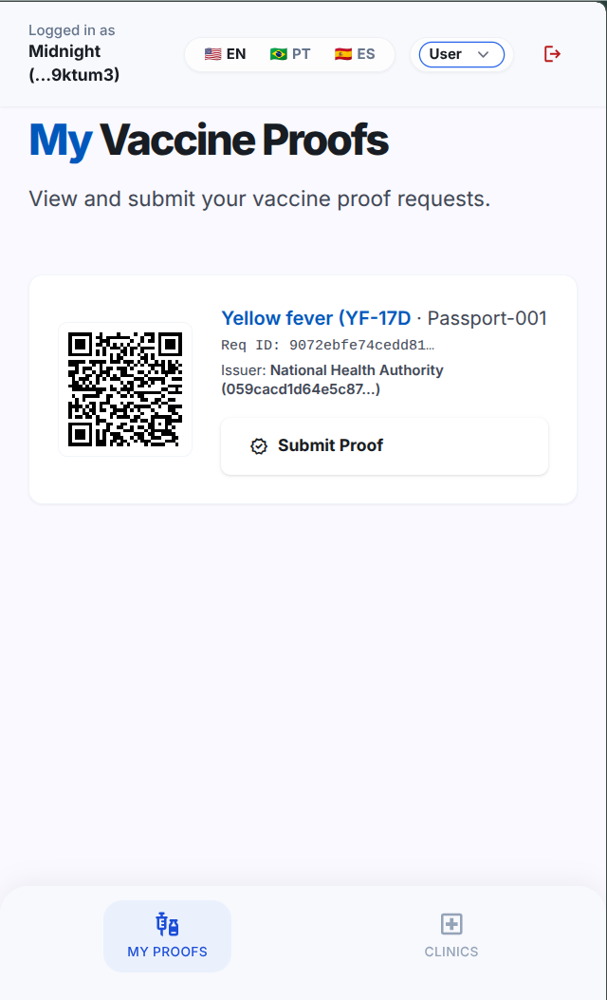 Logged in as
Midnight
(...9ktum3)
🇺🇸 EN 🇧🇷 PT 🇪🇸 ES
User
My Vaccine Proofs
View and submit your vaccine proof requests.
Yellow fever (YF-17D · Passport-001
Req ID: 9072ebfe74cedd81…
Issuer: National Health Authority
(059cacd1d64e5c87...)
Submit Proof
MY PROOFS
CLINICS